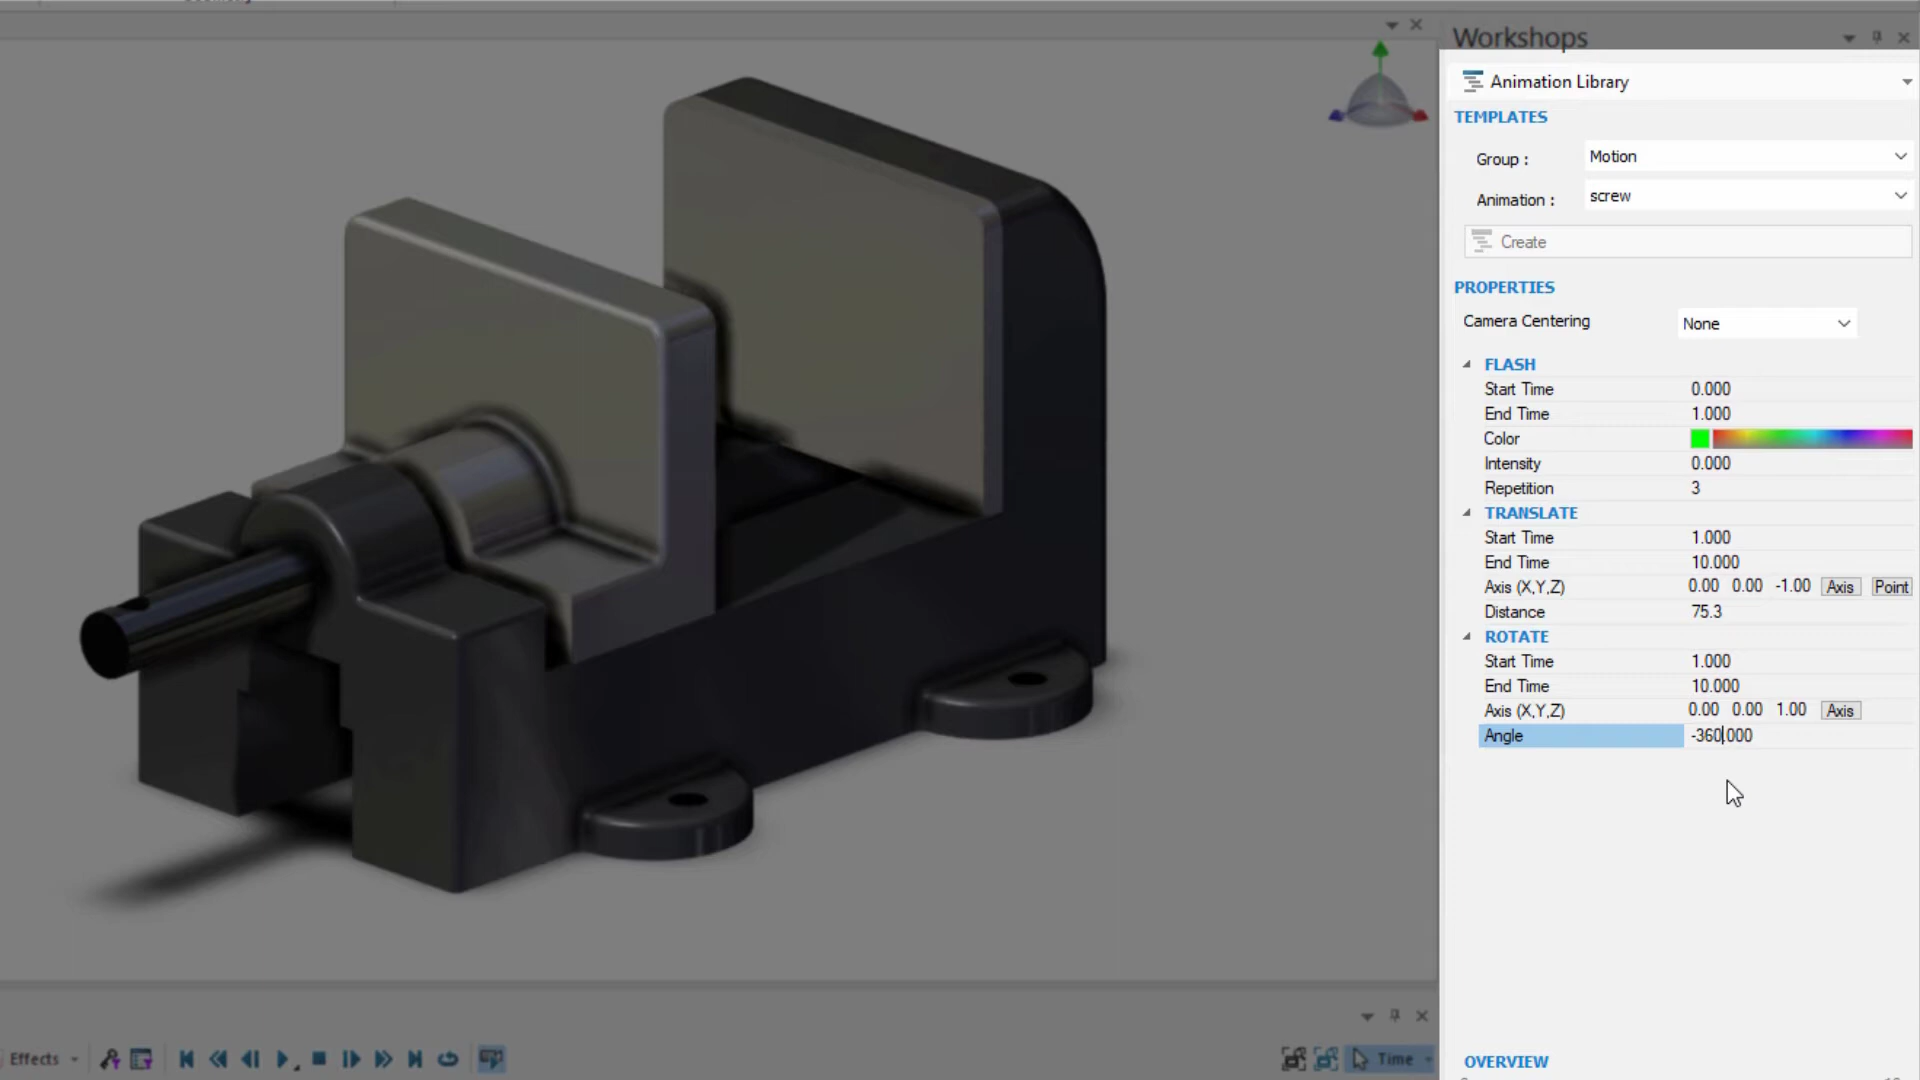 Workshops
Animation Library
TEMPLATES
Group : Motion
Animation : screw
Create
PROPERTIES
Camera Centering None
FLASH
Start Time 0.000
End Time 1.000
Color
Intensity 0.000
Repetition 3
TRANSLATE
Start Time 1.000
End Time 10.000
Axis (X,Y,Z) 0.00 0.00 -1.00 Axis Point
Distance 75.3
ROTATE
Start Time 1.000
End Time 10.000
Axis (X,Y,Z) 0.00 0.00 1.00 Axis
Angle -360.000
Effects
Time
OVERVIEW